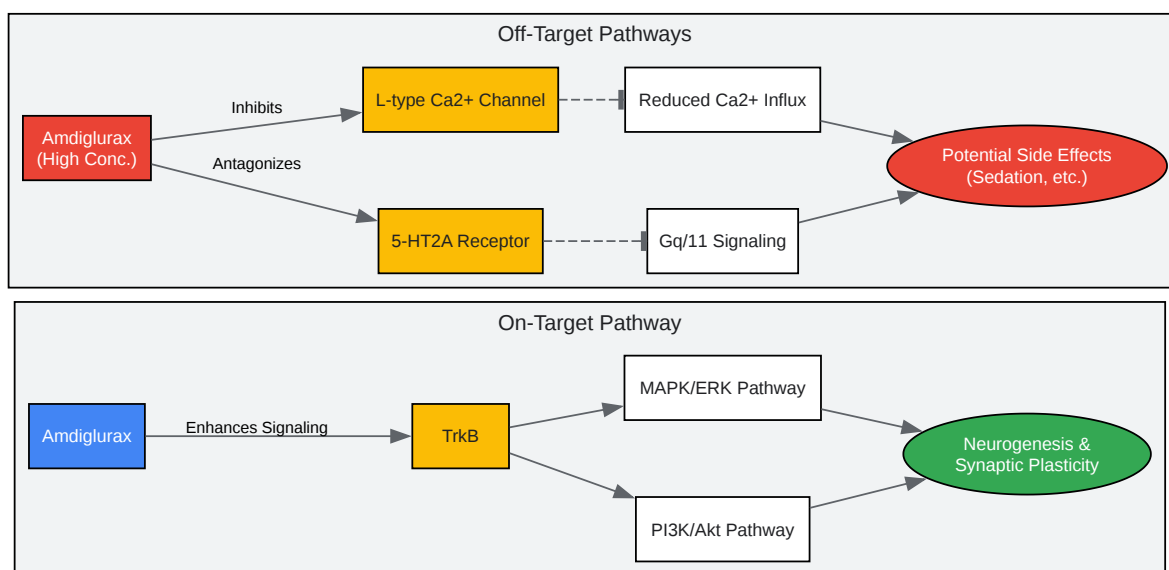 Off-Target Pathways
Inhibits
L-type Ca2+ Channel
Reduced Ca2+ Influx
Amdiglurax
(High Conc.)
Antagonizes
5-HT2A Receptor
Gq/11 Signaling
Potential Side Effects
(Sedation, etc.)
On-Target Pathway
Amdiglurax
Enhances Signaling
TrkB
MAPK/ERK Pathway
PI3K/Akt Pathway
Neurogenesis &
Synaptic Plasticity